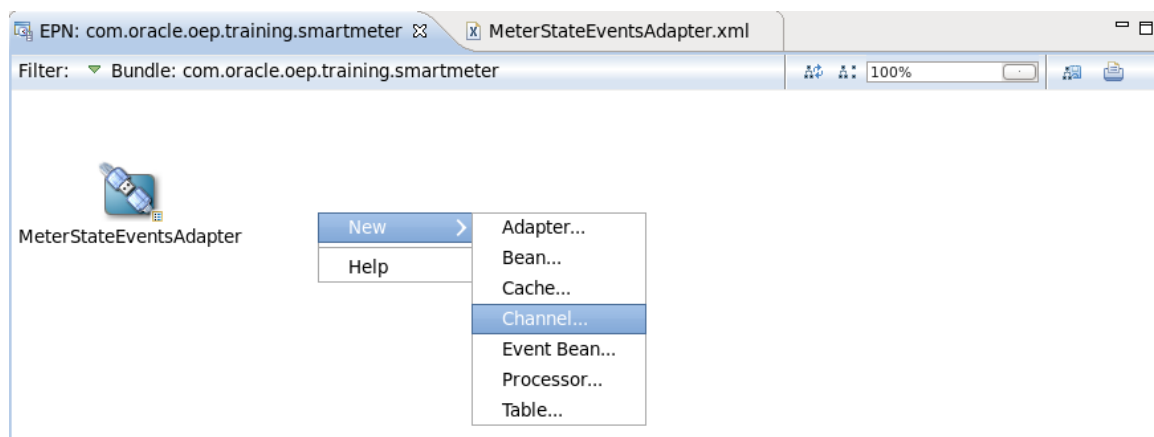 EPN: com.oracle.oep.training.smartmeter MeterStateEventsAdapter.xml
Filter: Bundle: com.oracle.oep.training.smartmeter 100%
MeterStateEventsAdapter
New
Help
Adapter...
Bean...
Cache...
Channel...
Event Bean...
Processor...
Table...